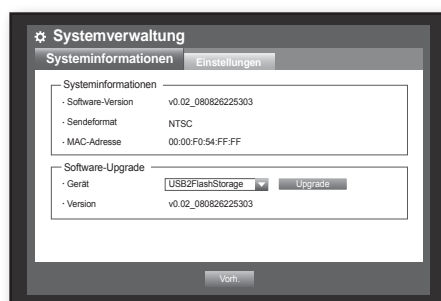 Systemverwaltung
Systeminformationen Einstellungen
Systeminformationen
· Software-Version v0.02_080826225303
· Sendeformat NTSC
· MAC-Adresse 00:00:F0:54:FF:FF
Software-Upgrade
· Gerät USB2FlashStorage Upgrade
· Version v0.02_080826225303
Vorh.